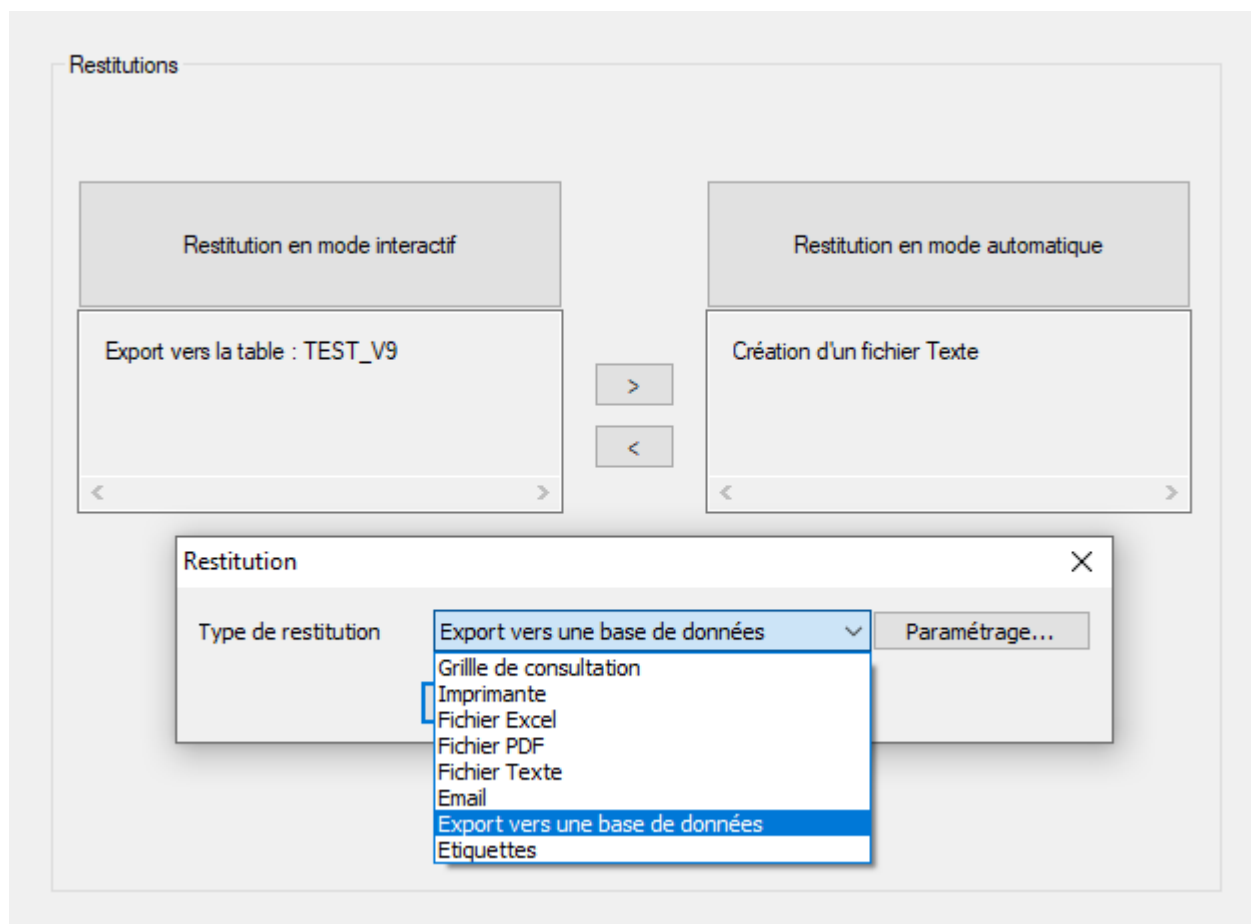 Restitutions
Restitution en mode interactif
Restitution en mode automatique
Export vers la table : TEST_V9
Création d'un fichier Texte
>
<
Restitution
Type de restitution
Export vers une base de données
Paramétrage...
Grillle de consultation
Imprimante
Fichier Excel
Fichier PDF
Fichier Texte
Email
Export vers une base de données
Etiquettes